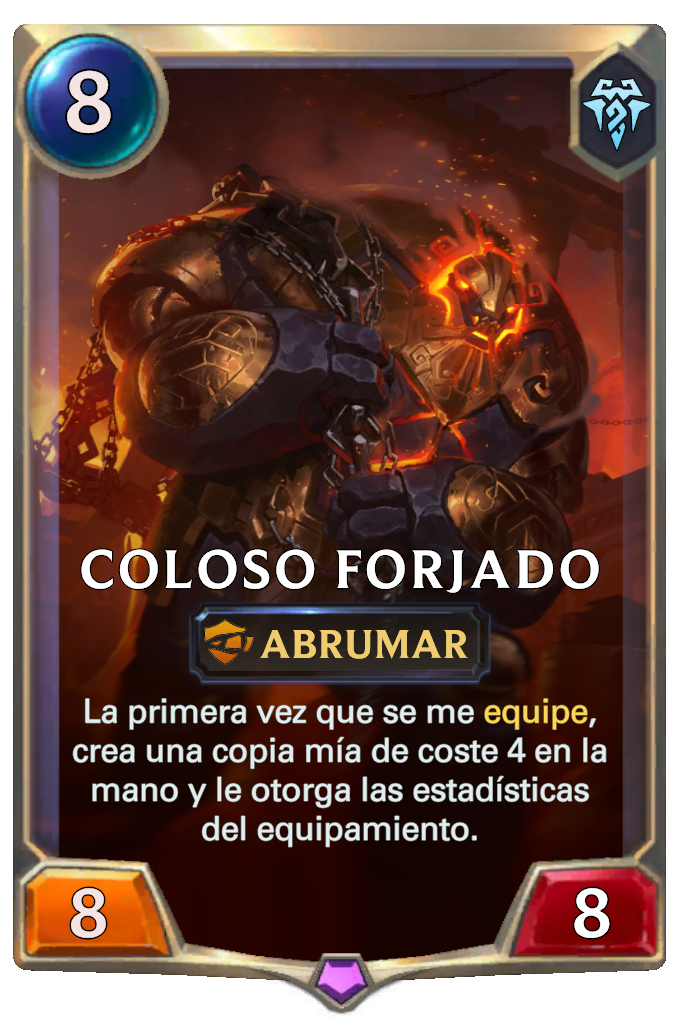 8
COLOSO FORJADO
ABRUMAR
La primera vez que se me equipe,
crea una copia mía de coste 4 en la
mano y le otorga las estadísticas
del equipamiento.
8
8